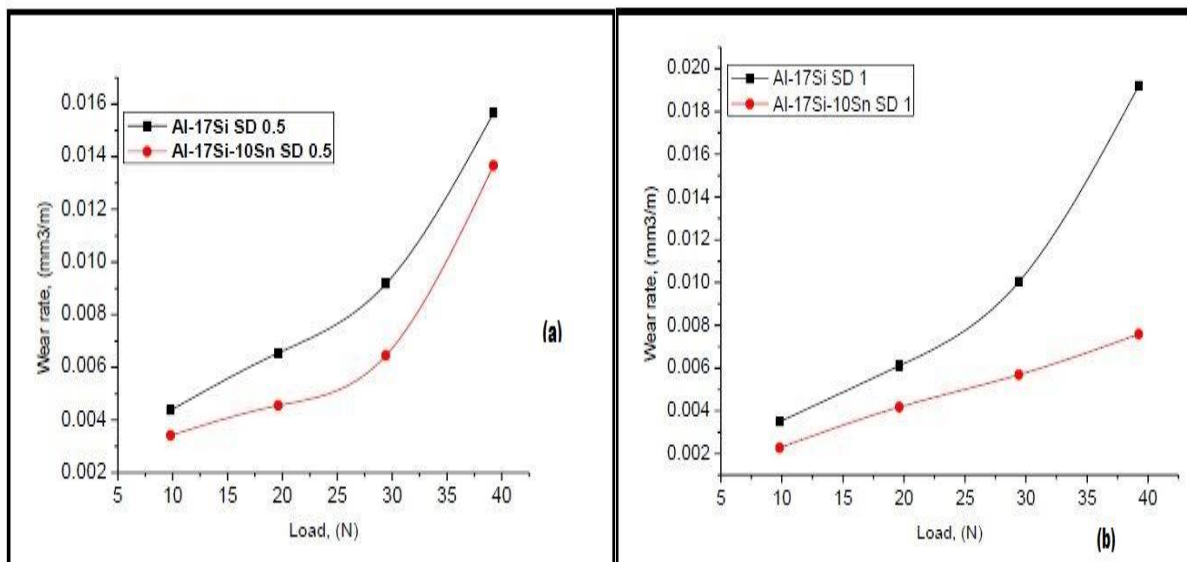 Al-17Si SD 0.5
Al-17Si-10Sn SD 0.5
0.016
0.014
0.012
0.010
0.008
0.006
0.004
0.002
5 10 15 20 25 30 35 40
Wear rate, (mm3/m)
Load, (N)
(a)
Al-17Si SD 1
Al-17Si-10Sn SD 1
0.020
0.018
0.016
0.014
0.012
0.010
0.008
0.006
0.004
0.002
5 10 15 20 25 30 35 40
Wear rate, (mm3/m)
Load, (N)
(b)